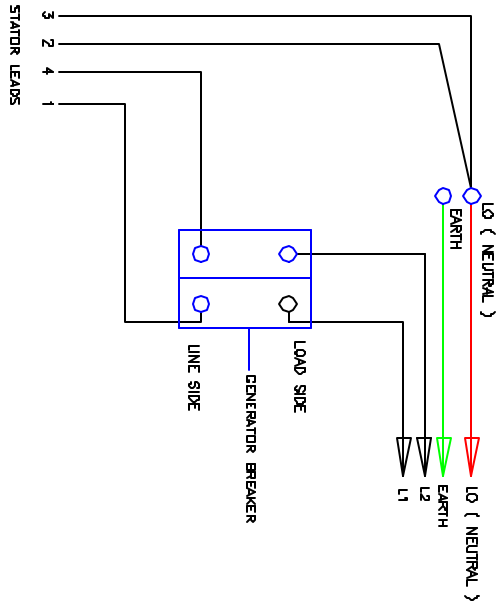 STATOR LEADS
3
2
4
1
LO ( NEUTRAL )
EARTH
LINE SIDE
LOAD SIDE
GENERATOR BREAKER
L1
L2
EARTH
LO ( NEUTRAL )